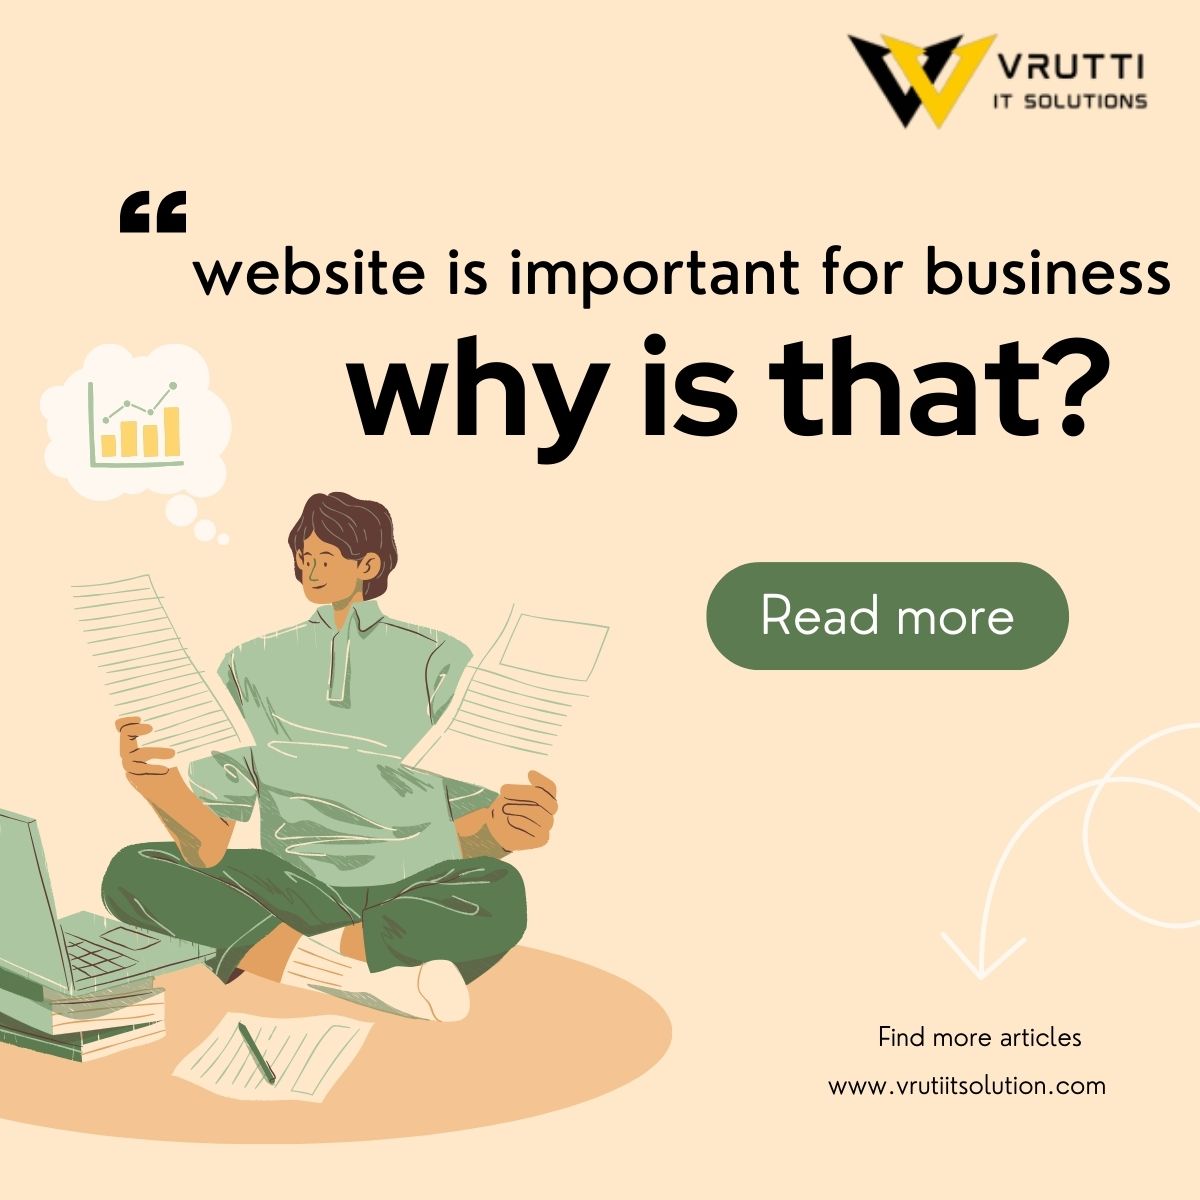 VRUTTI
IT SOLUTIONS
“
website is important for business
why is that?
Read more
Find more articles
www.vrutiitsolution.com